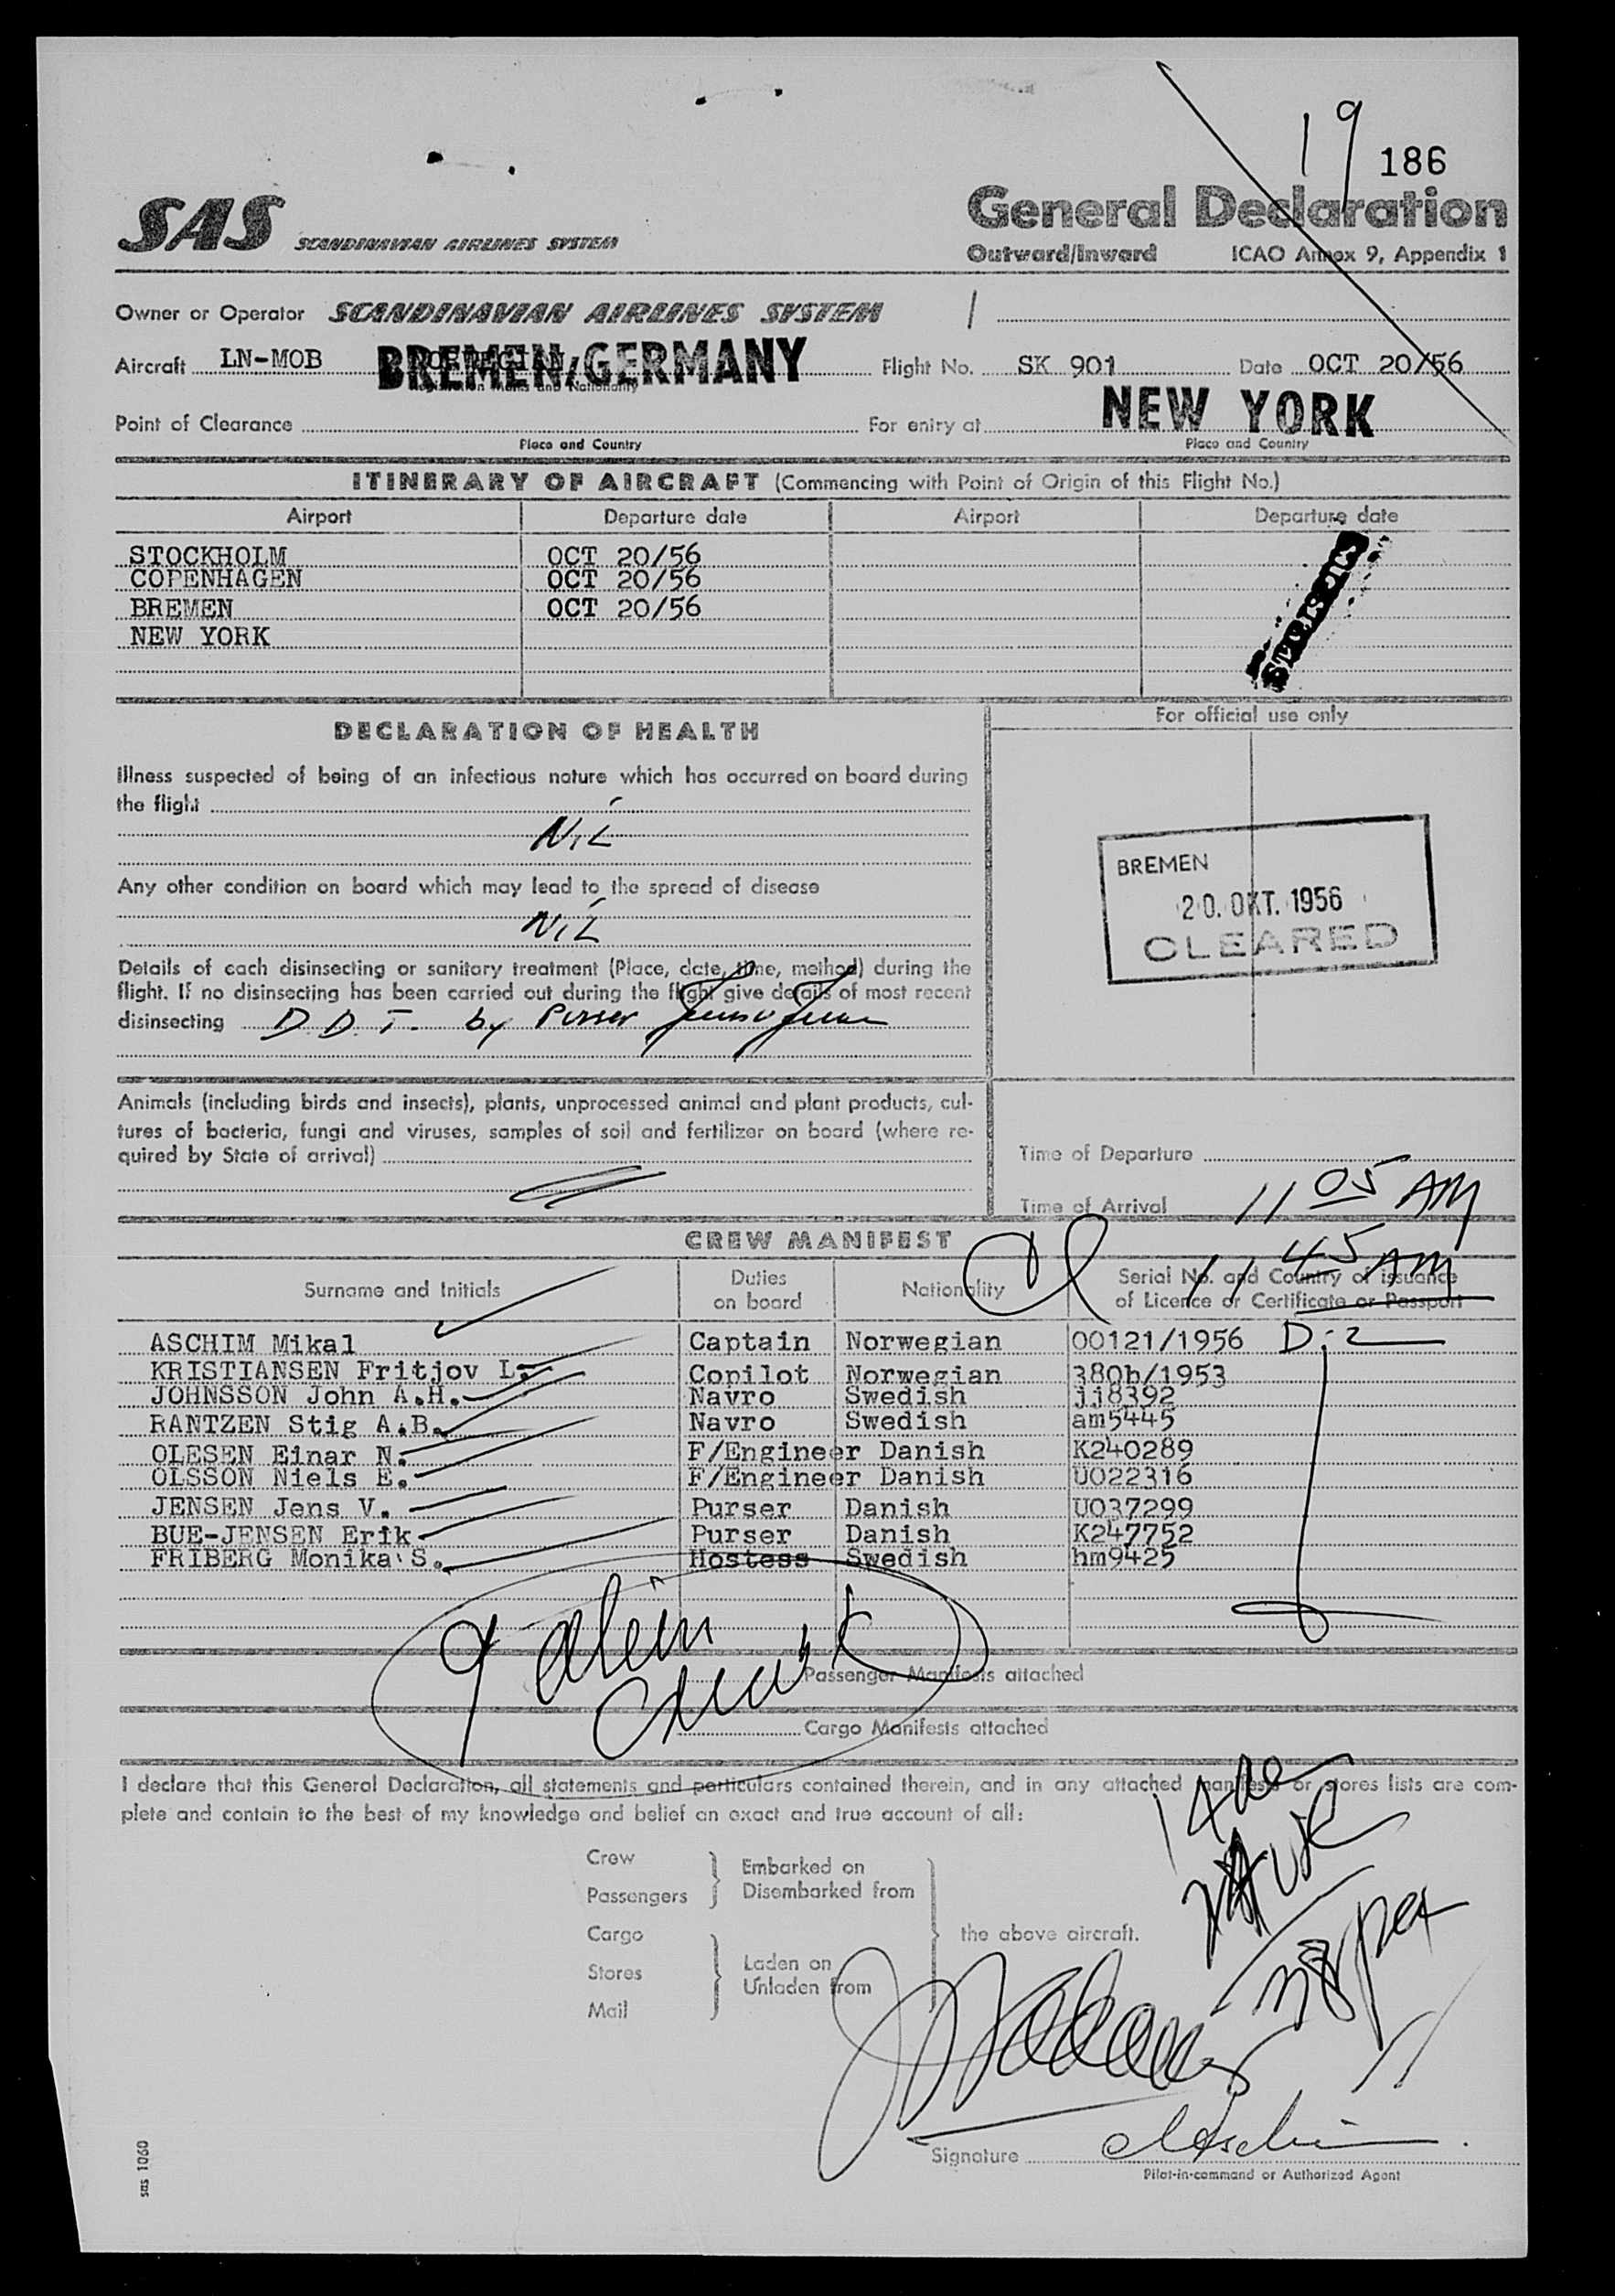 19
186
SAS SCANDINAVIAN AIRLINES SYSTEM
General Declaration
Outward/Inward ICAO Annex 9, Appendix 1
Owner or Operator SCANDINAVIAN AIRLINES SYSTEM
Aircraft LN-MOB NORWEGIAN BREMEN/GERMANY Flight No. SK 901 Date OCT 20/56
Registration Marks and Nationality
Point of Clearance For entry at NEW YORK
Place and Country Place and Country
ITINERARY OF AIRCRAFT (Commencing with Point of Origin of this Flight No.)
Airport Departure date Airport Departure date
STOCKHOLM OCT 20/56
COPENHAGEN OCT 20/56
BREMEN OCT 20/56
NEW YORK
DECLARATION OF HEALTH
For official use only
Illness suspected of being of an infectious nature which has occurred on board during
the flight
NiL
Any other condition on board which may lead to the spread of disease
NiL
BREMEN
20. OKT. 1956
CLEARED
Details of each disinsecting or sanitary treatment (Place, date, time, method) during the
flight. If no disinsecting has been carried out during the flight give details of most recent
disinsecting D.D.T. by Purser
Animals (including birds and insects), plants, unprocessed animal and plant products, cul-
tures of bacteria, fungi and viruses, samples of soil and fertilizer on board (where re-
quired by State of arrival)
Time of Departure
Time of Arrival 11 05 AM
11 45 AM
CREW MANIFEST
Surname and Initials Duties on board Nationality Serial No. and Country of issuance of Licence or Certificate or Passport
ASCHIM Mikal Captain Norwegian 00121/1956 D-2
KRISTIANSEN Fritjov L. Copilot Norwegian 380b/1953
JOHNSSON John A.H. Navro Swedish jj8392
RANTZEN Stig A.B. Navro Swedish am5445
OLESEN Einar N. F/Engineer Danish K240289
OLSSON Niels E. F/Engineer Danish U022316
JENSEN Jens V. Purser Danish U037299
BUE-JENSEN Erik Purser Danish K247752
FRIBERG Monika S. Hostess Swedish hm9425
9 alien
crew
Passenger Manifests attached
Cargo Manifests attached
I declare that this General Declaration, all statements and particulars contained therein, and in any attached manifests or stores lists are com-
plete and contain to the best of my knowledge and belief an exact and true account of all:
Crew
Passengers
Embarked on
Disembarked from
Cargo
Stores
Mail
Laden on
Unladen from
the above aircraft.
Signature
Pilot-in-command or Authorized Agent
sas 1060